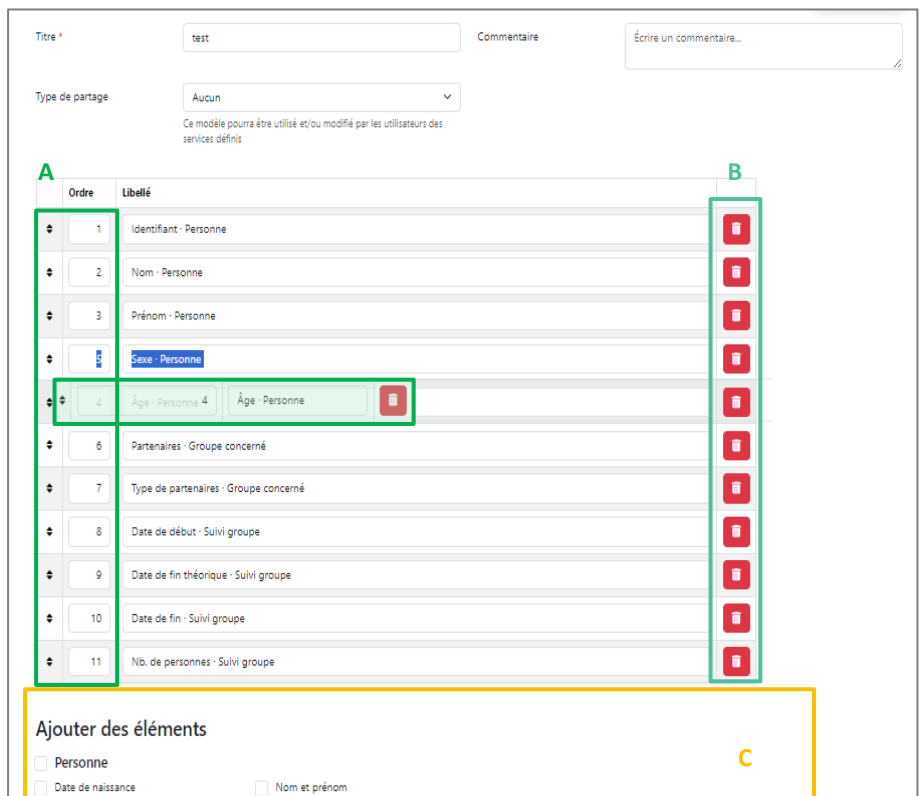 Titre * test Commentaire Écrire un commentaire...
Type de partage Aucun
Ce modèle pourra être utilisé et/ou modifié par les utilisateurs des
services définis
A B
Ordre Libellé
1 Identifiant · Personne
2 Nom · Personne
3 Prénom · Personne
5 Sexe · Personne
4 Âge · Personne 4 Âge · Personne
6 Partenaires · Groupe concerné
7 Type de partenaires · Groupe concerné
8 Date de début · Suivi groupe
9 Date de fin théorique · Suivi groupe
10 Date de fin · Suivi groupe
11 Nb. de personnes · Suivi groupe
Ajouter des éléments
Personne C
Date de naissance Nom et prénom